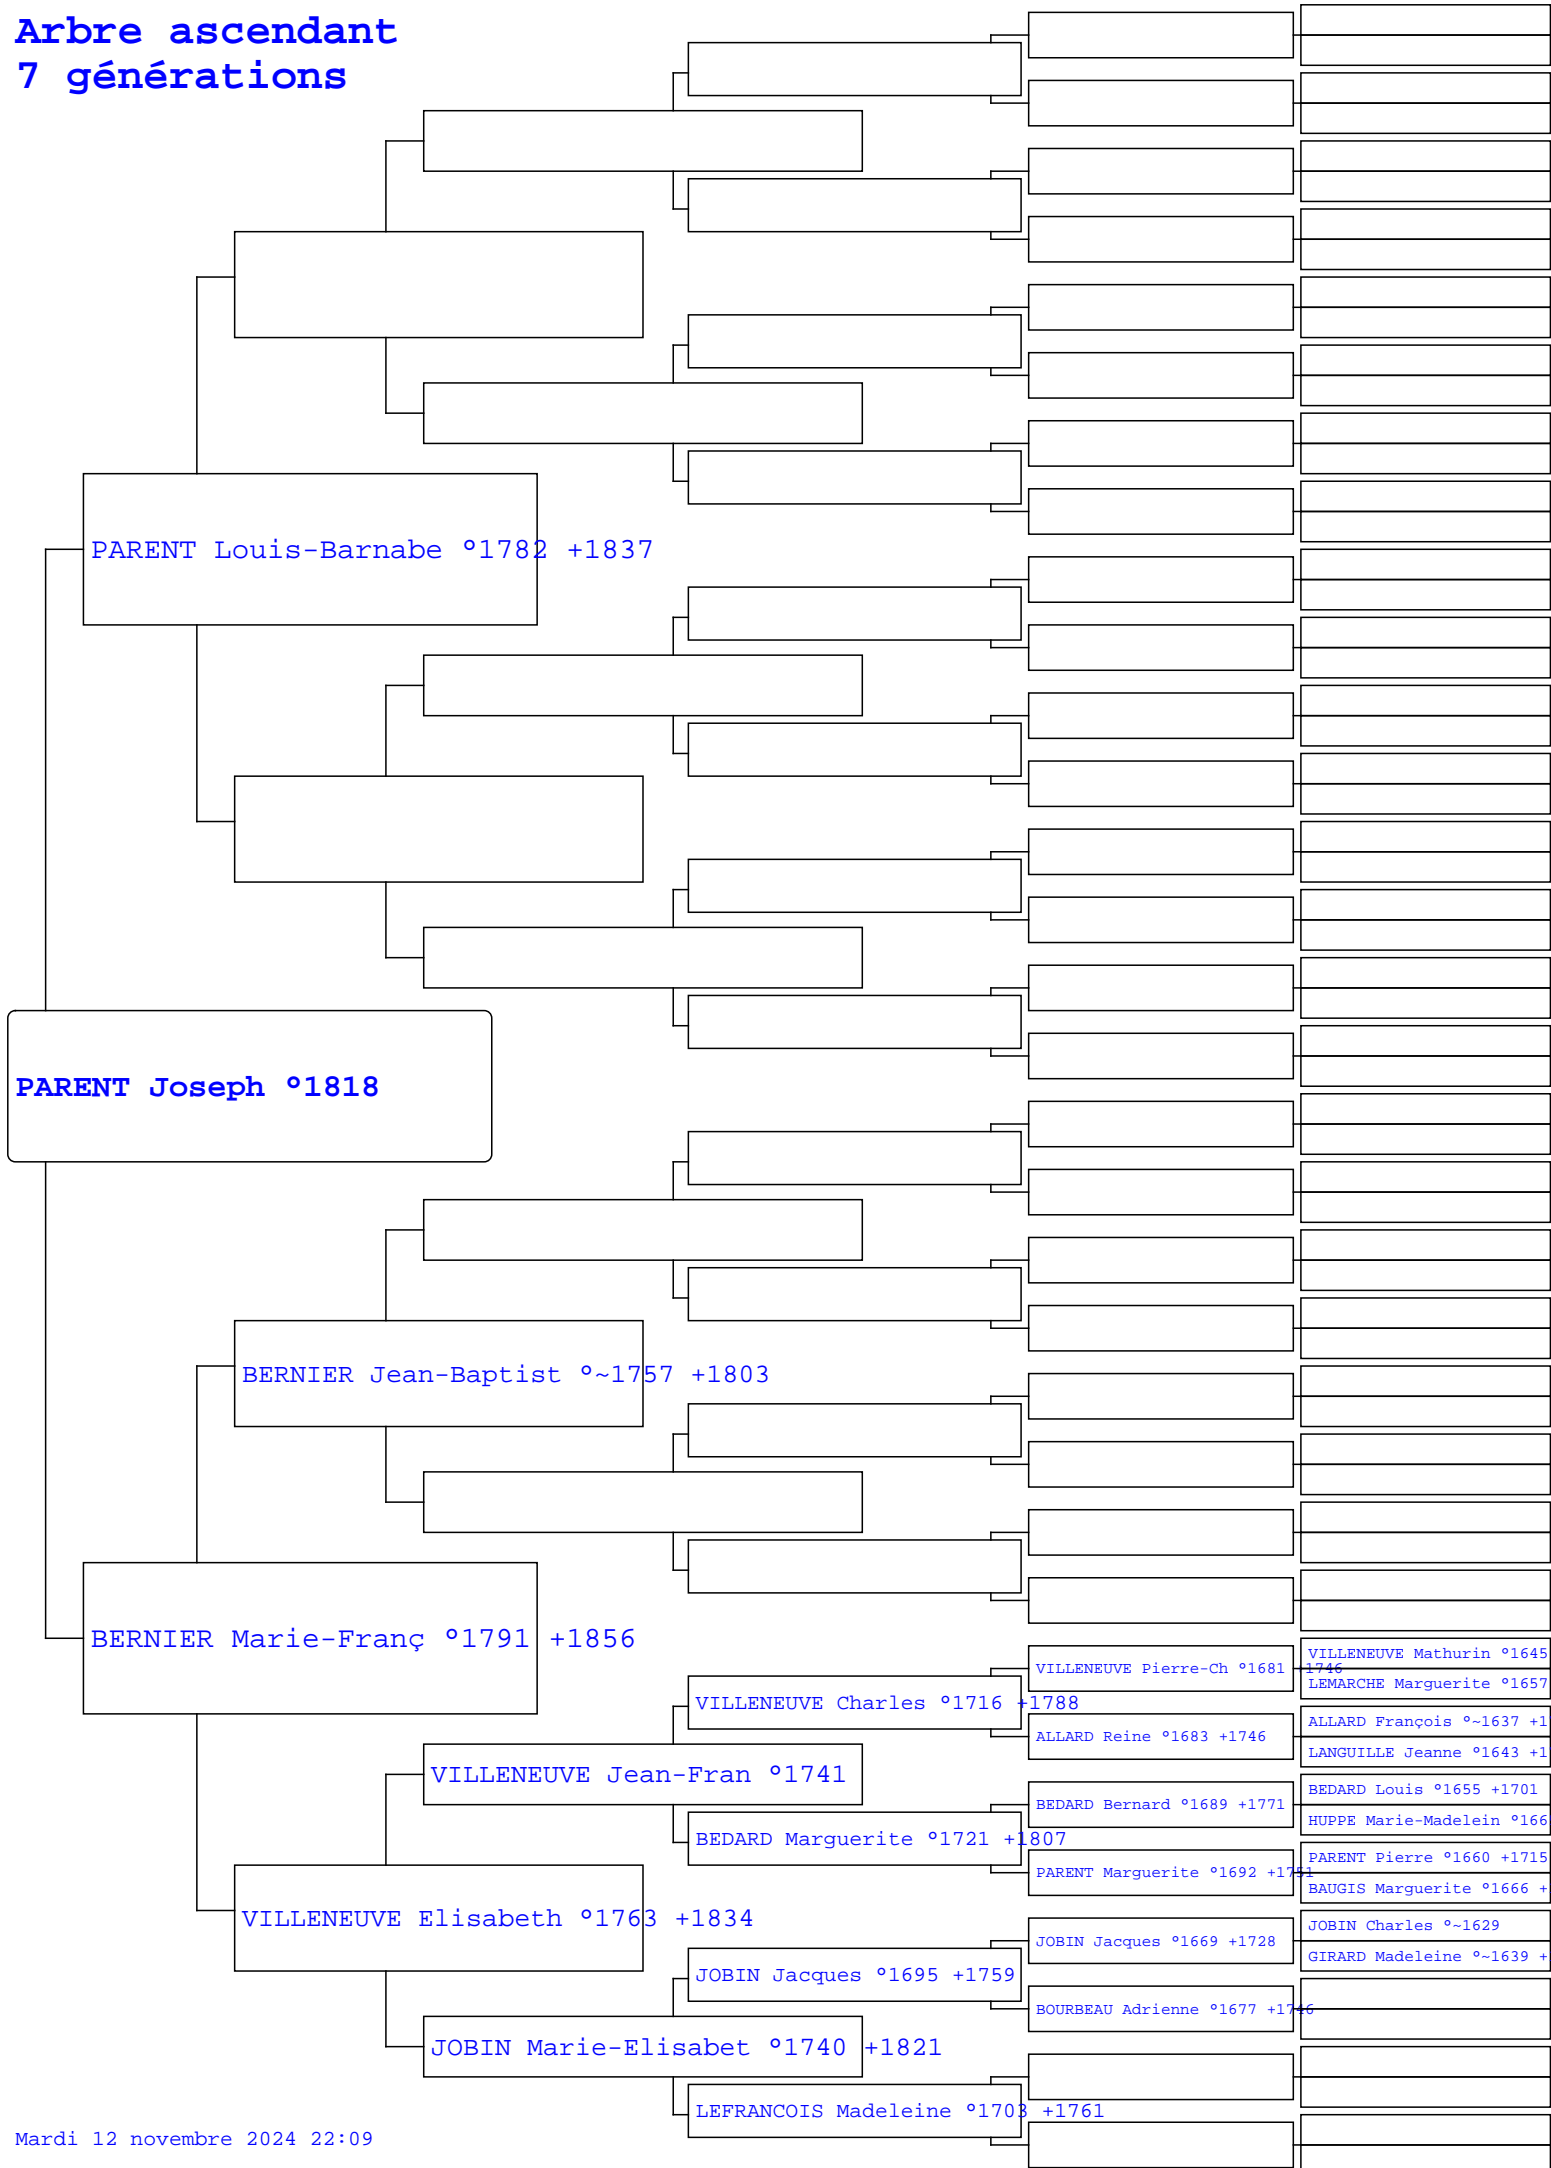 Arbre ascendant
7 générations
PARENT Louis-Barnabe °1782 +1837
PARENT Joseph °1818
BERNIER Jean-Baptist °~1757 +1803
BERNIER Marie-Franç °1791 +1856
VILLENEUVE Mathurin °1645
VILLENEUVE Pierre-Ch °1681 +1746
LEMARCHE Marguerite °1657
VILLENEUVE Charles °1716 +1788
ALLARD François °~1637 +1
ALLARD Reine °1683 +1746
LANGUILLE Jeanne °1643 +1
VILLENEUVE Jean-Fran °1741
BEDARD Louis °1655 +1701
BEDARD Bernard °1689 +1771
HUPPE Marie-Madelein °166
BEDARD Marguerite °1721 +1807
PARENT Pierre °1660 +1715
PARENT Marguerite °1692 +1751
BAUGIS Marguerite °1666 +
VILLENEUVE Elisabeth °1763 +1834
JOBIN Charles °~1629
JOBIN Jacques °1669 +1728
GIRARD Madeleine °~1639 +
JOBIN Jacques °1695 +1759
BOURBEAU Adrienne °1677 +1746
JOBIN Marie-Elisabet °1740 +1821
LEFRANCOIS Madeleine °1703 +1761
Mardi 12 novembre 2024 22:09